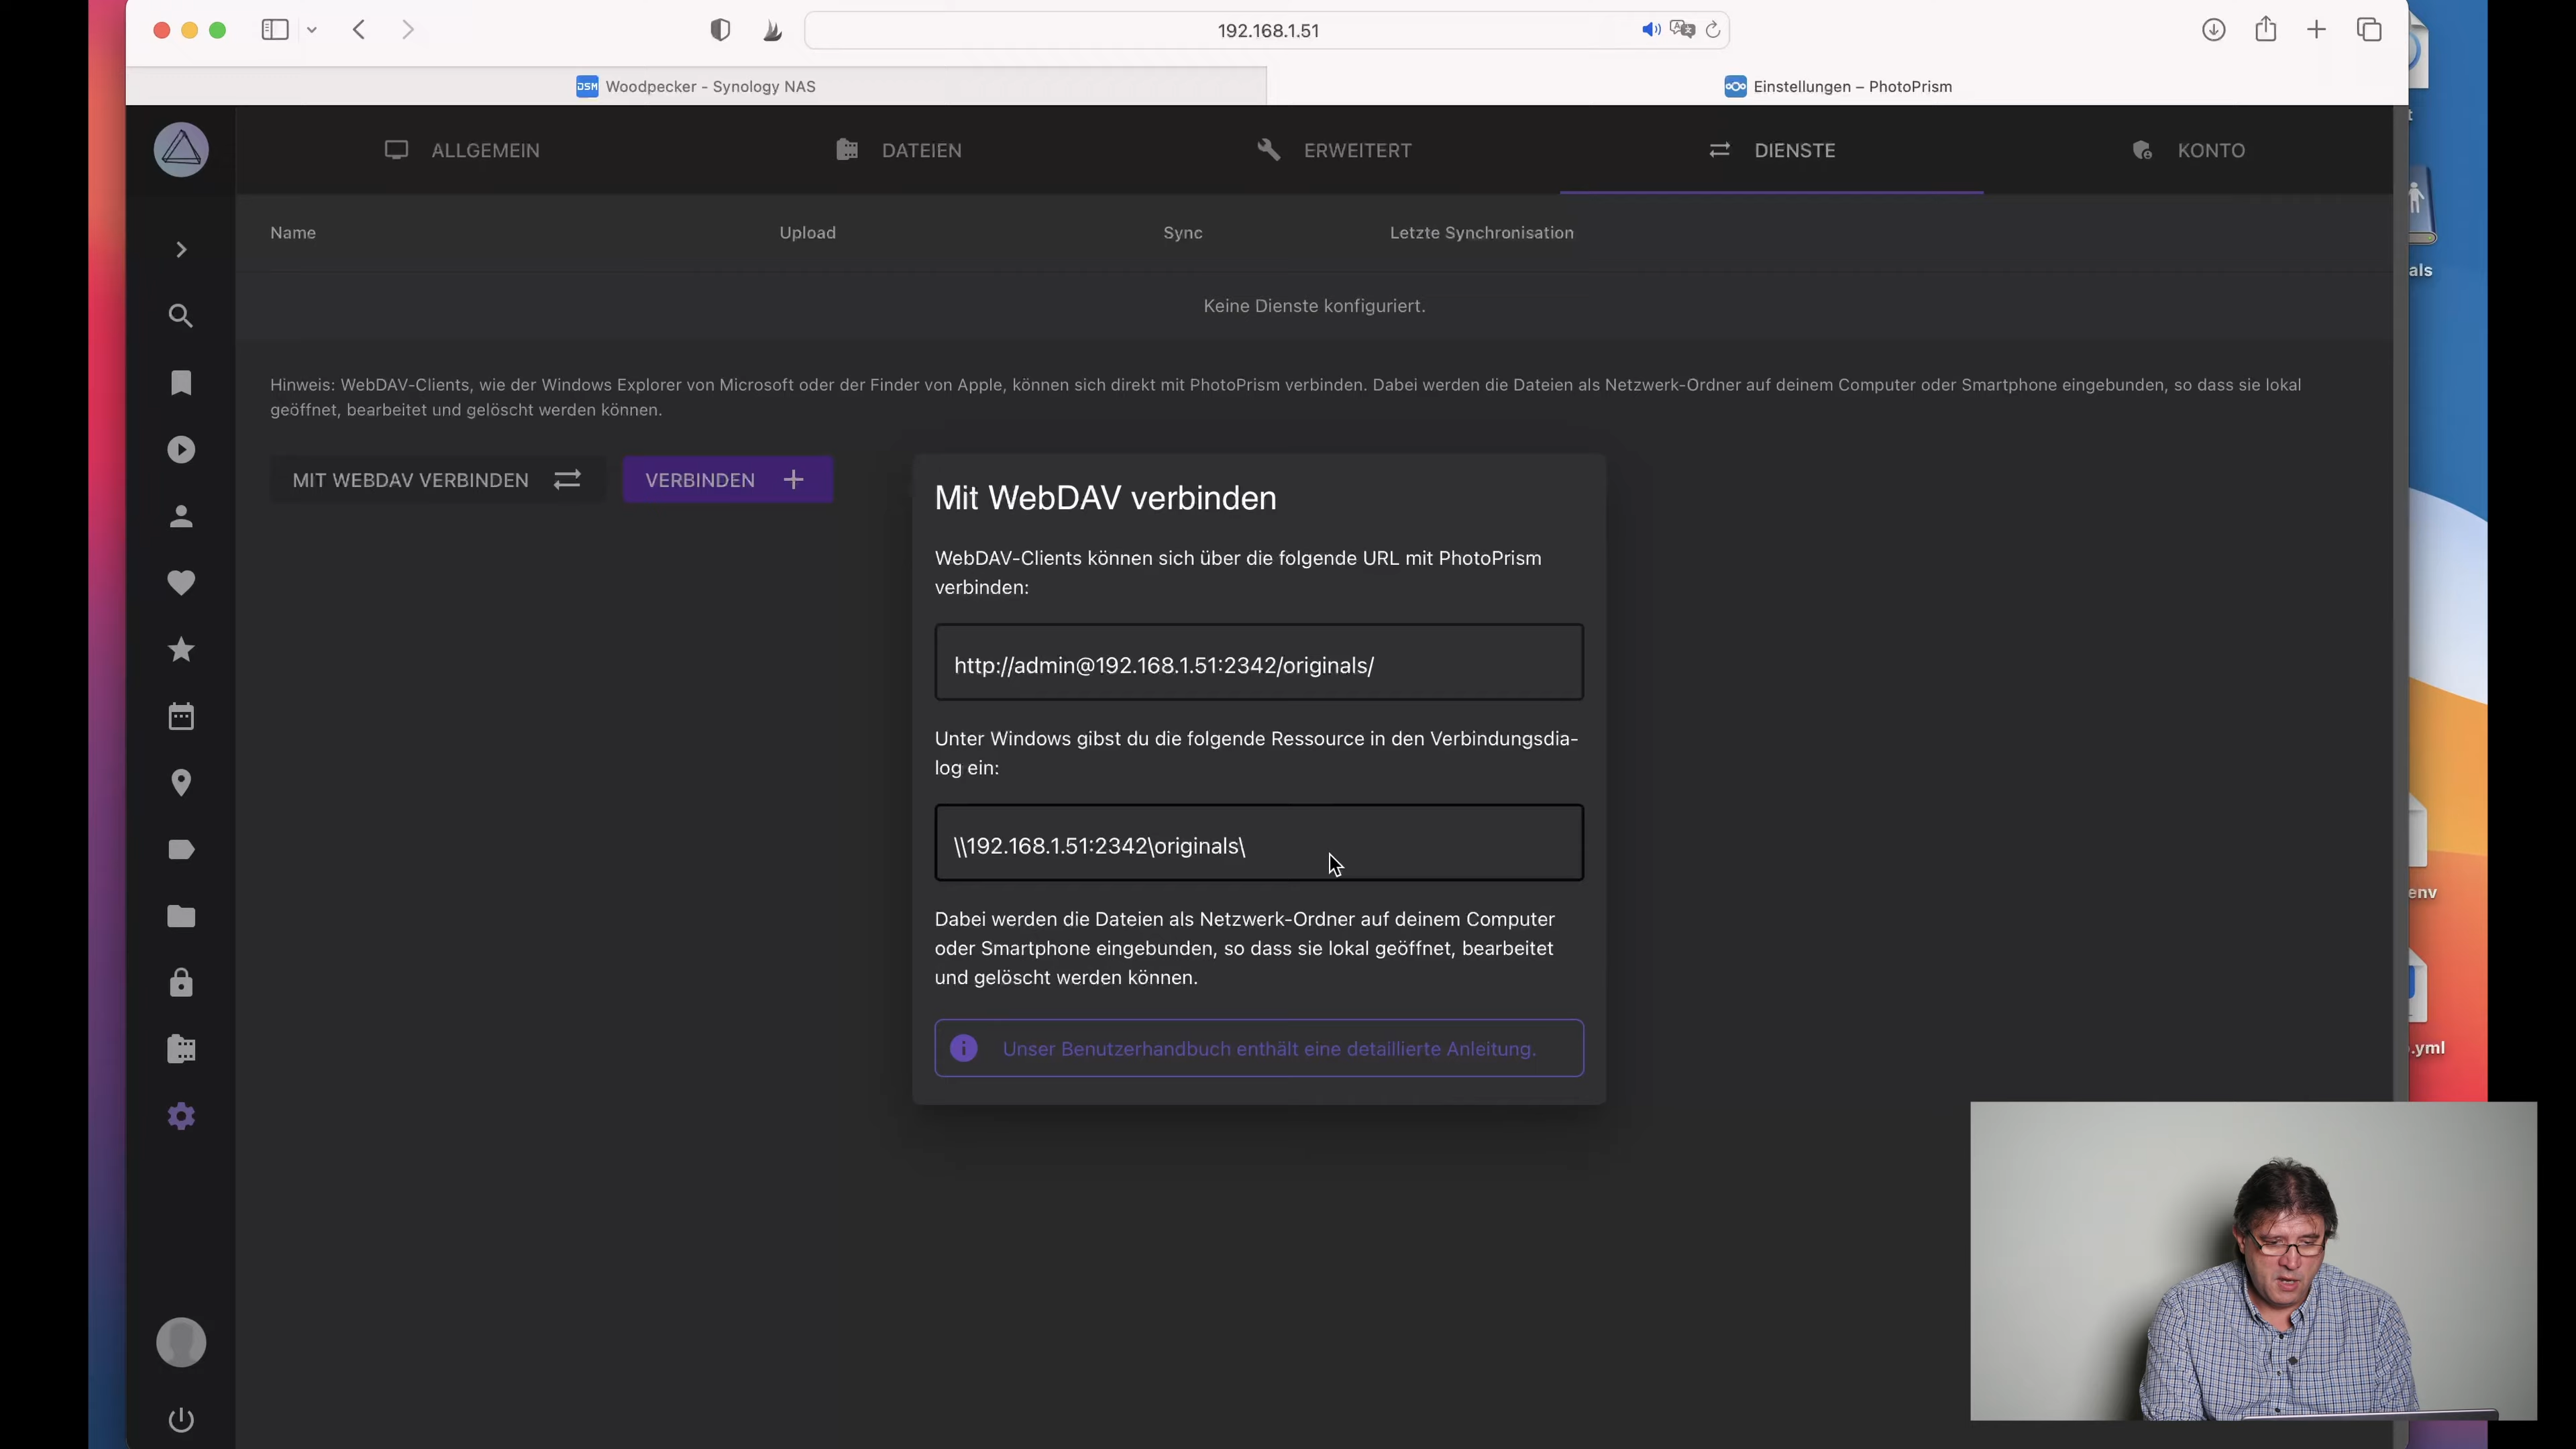 192.168.1.51
DSM Woodpecker - Synology NAS
Einstellungen – PhotoPrism
ALLGEMEIN
DATEIEN
ERWEITERT
DIENSTE
KONTO
Name
Upload
Sync
Letzte Synchronisation
Keine Dienste konfiguriert.
Hinweis: WebDAV-Clients, wie der Windows Explorer von Microsoft oder der Finder von Apple, können sich direkt mit PhotoPrism verbinden. Dabei werden die Dateien als Netzwerk-Ordner auf deinem Computer oder Smartphone eingebunden, so dass sie lokal
geöffnet, bearbeitet und gelöscht werden können.
MIT WEBDAV VERBINDEN
VERBINDEN
Mit WebDAV verbinden
WebDAV-Clients können sich über die folgende URL mit PhotoPrism
verbinden:
http://admin@192.168.1.51:2342/originals/
Unter Windows gibst du die folgende Ressource in den Verbindungsdia-
log ein:
\\192.168.1.51:2342\originals\
Dabei werden die Dateien als Netzwerk-Ordner auf deinem Computer
oder Smartphone eingebunden, so dass sie lokal geöffnet, bearbeitet
und gelöscht werden können.
Unser Benutzerhandbuch enthält eine detaillierte Anleitung.
als
env
.yml